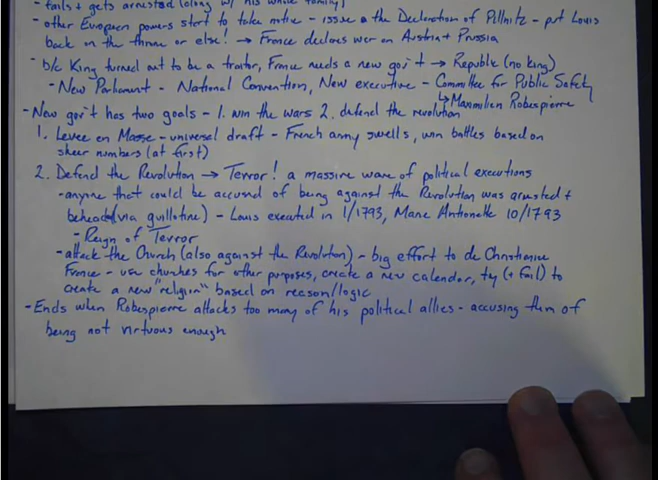 - fails + gets arrested (along w/ his whole family)
- other European powers start to take notice - issue a the Declaration of Pillnitz - put Louis
back on the throne or else! → France declares war on Austria + Prussia
- b/c King turned out to be a traitor, France needs a new gov't → Republic (no king)
- New Parliament - National Convention, New executive - Committee for Public Safety
↳ Maximilien Robespierre
- New gov't has two goals - 1. win the wars 2. defend the revolution
1. Levee en Masse - universal draft - French army swells, win battles based on
sheer numbers (at first)
2. Defend the Revolution → Terror! a massive wave of political executions
- anyone that could be accused of being against the Revolution was arrested +
beheaded (via guillotine) - Louis executed in 1/1793, Marie Antionette 10/1793
- Reign of Terror
- attack the Church (also against the Revolution) - big effort to de Christianize
France - use churches for other purposes, create a new calendar, try (+ fail) to
create a new "religion" based on reason/logic
- Ends when Robespierre attacks too many of his political allies - accusing them of
being not virtuous enough